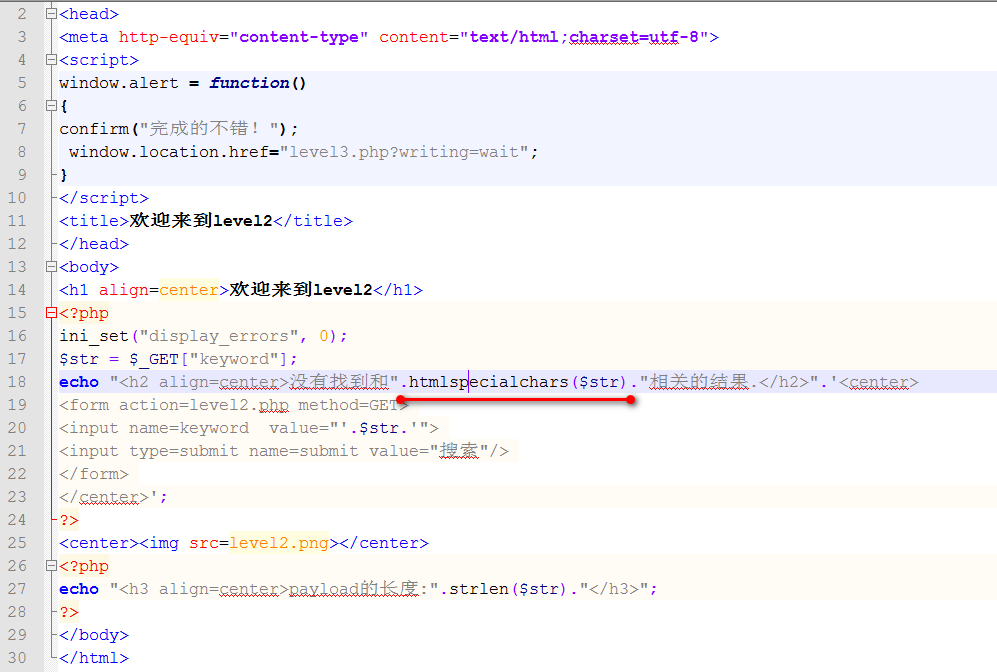 2 <head>
3 <meta http-equiv="content-type" content="text/html;charset=utf-8">
4 <script>
5 window.alert = function()
6 {
7 confirm("完成的不错！");
8  window.location.href="level3.php?writing=wait";
9 }
10 </script>
11 <title>欢迎来到level2</title>
12 </head>
13 <body>
14 <h1 align=center>欢迎来到level2</h1>
15 <?php
16 ini_set("display_errors", 0);
17 $str = $_GET["keyword"];
18 echo "<h2 align=center>没有找到和".htmlspecialchars($str)."相关的结果.</h2>".'<center>
19 <form action=level2.php method=GET>
20 <input name=keyword  value="'.$str.'">
21 <input type=submit name=submit value="搜索"/>
22 </form>
23 </center>';
24 ?>
25 <center><img src=level2.png></center>
26 <?php
27 echo "<h3 align=center>payload的长度:".strlen($str)."</h3>";
28 ?>
29 </body>
30 </html>